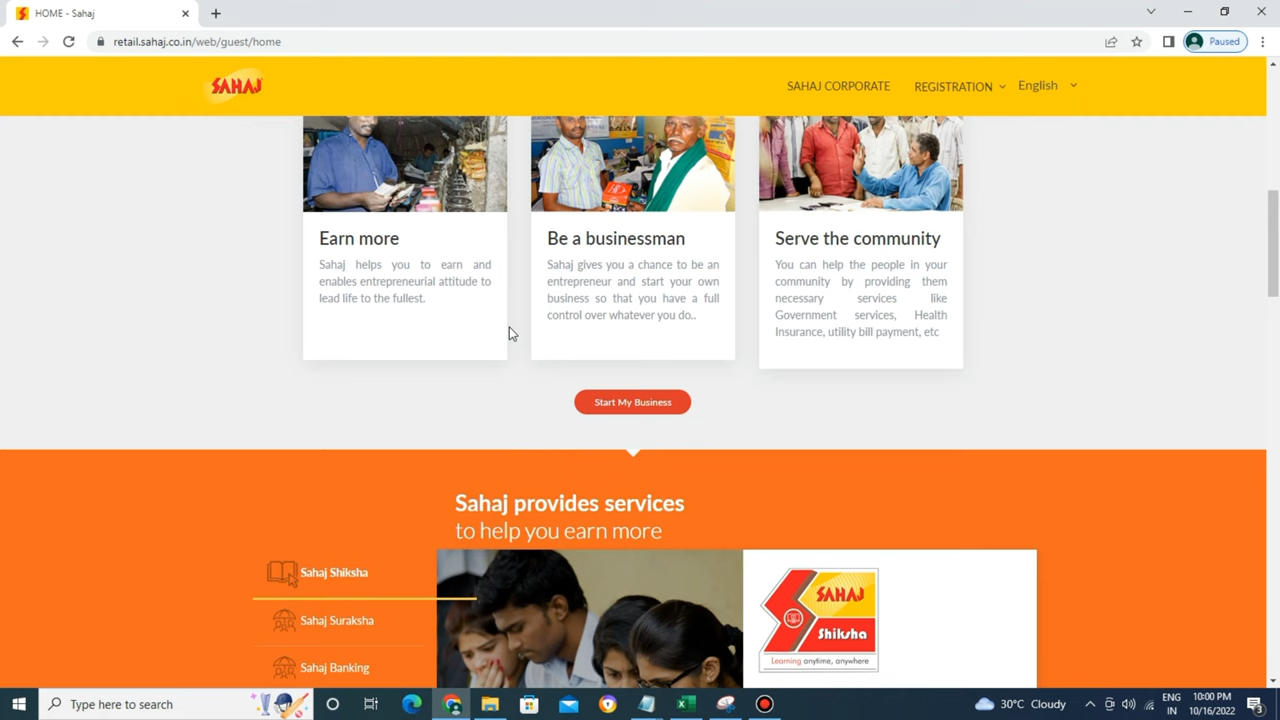 HOME - Sahaj
retail.sahaj.co.in/web/guest/home
Paused
SAHAJ
SAHAJ CORPORATE
REGISTRATION
English
Earn more
Sahaj helps you to earn and
enables entrepreneurial attitude to
lead life to the fullest.
Be a businessman
Sahaj gives you a chance to be an
entrepreneur and start your own
business so that you have a full
control over whatever you do..
Serve the community
You can help the people in your
community by providing them
necessary services like
Government services, Health
Insurance, utility bill payment, etc
Start My Business
Sahaj provides services
to help you earn more
Sahaj Shiksha
Sahaj Suraksha
Sahaj Banking
SAHAJ
Shiksha
Learning anytime, anywhere
Type here to search
30°C Cloudy
ENG
IN
10:00 PM
10/16/2022
3